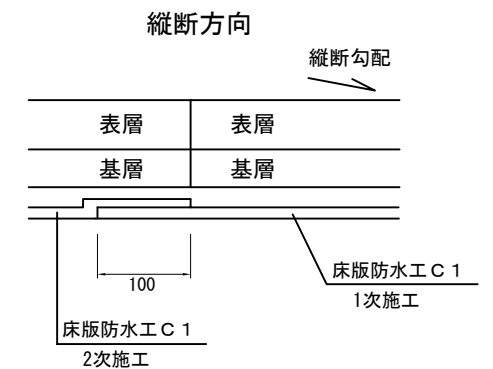 縦断方向
縦断勾配
表層 表層
基層 基層
100
床版防水工Ｃ１
1次施工
床版防水工Ｃ１
2次施工